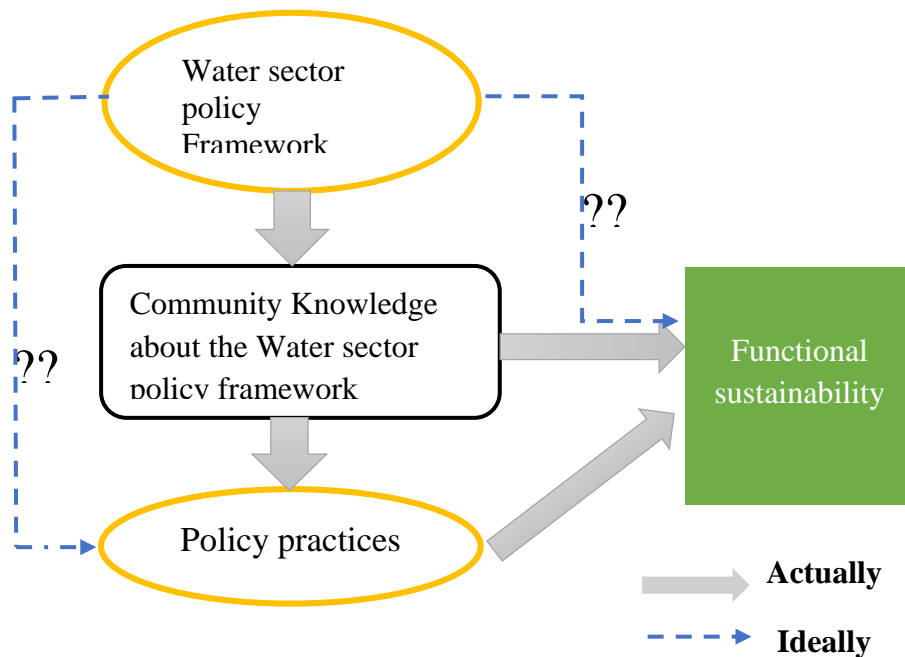 Water sector
policy
Framework
??
Community Knowledge
about the Water sector
policy framework
??
Functional
sustainability
Policy practices
Actually
Ideally